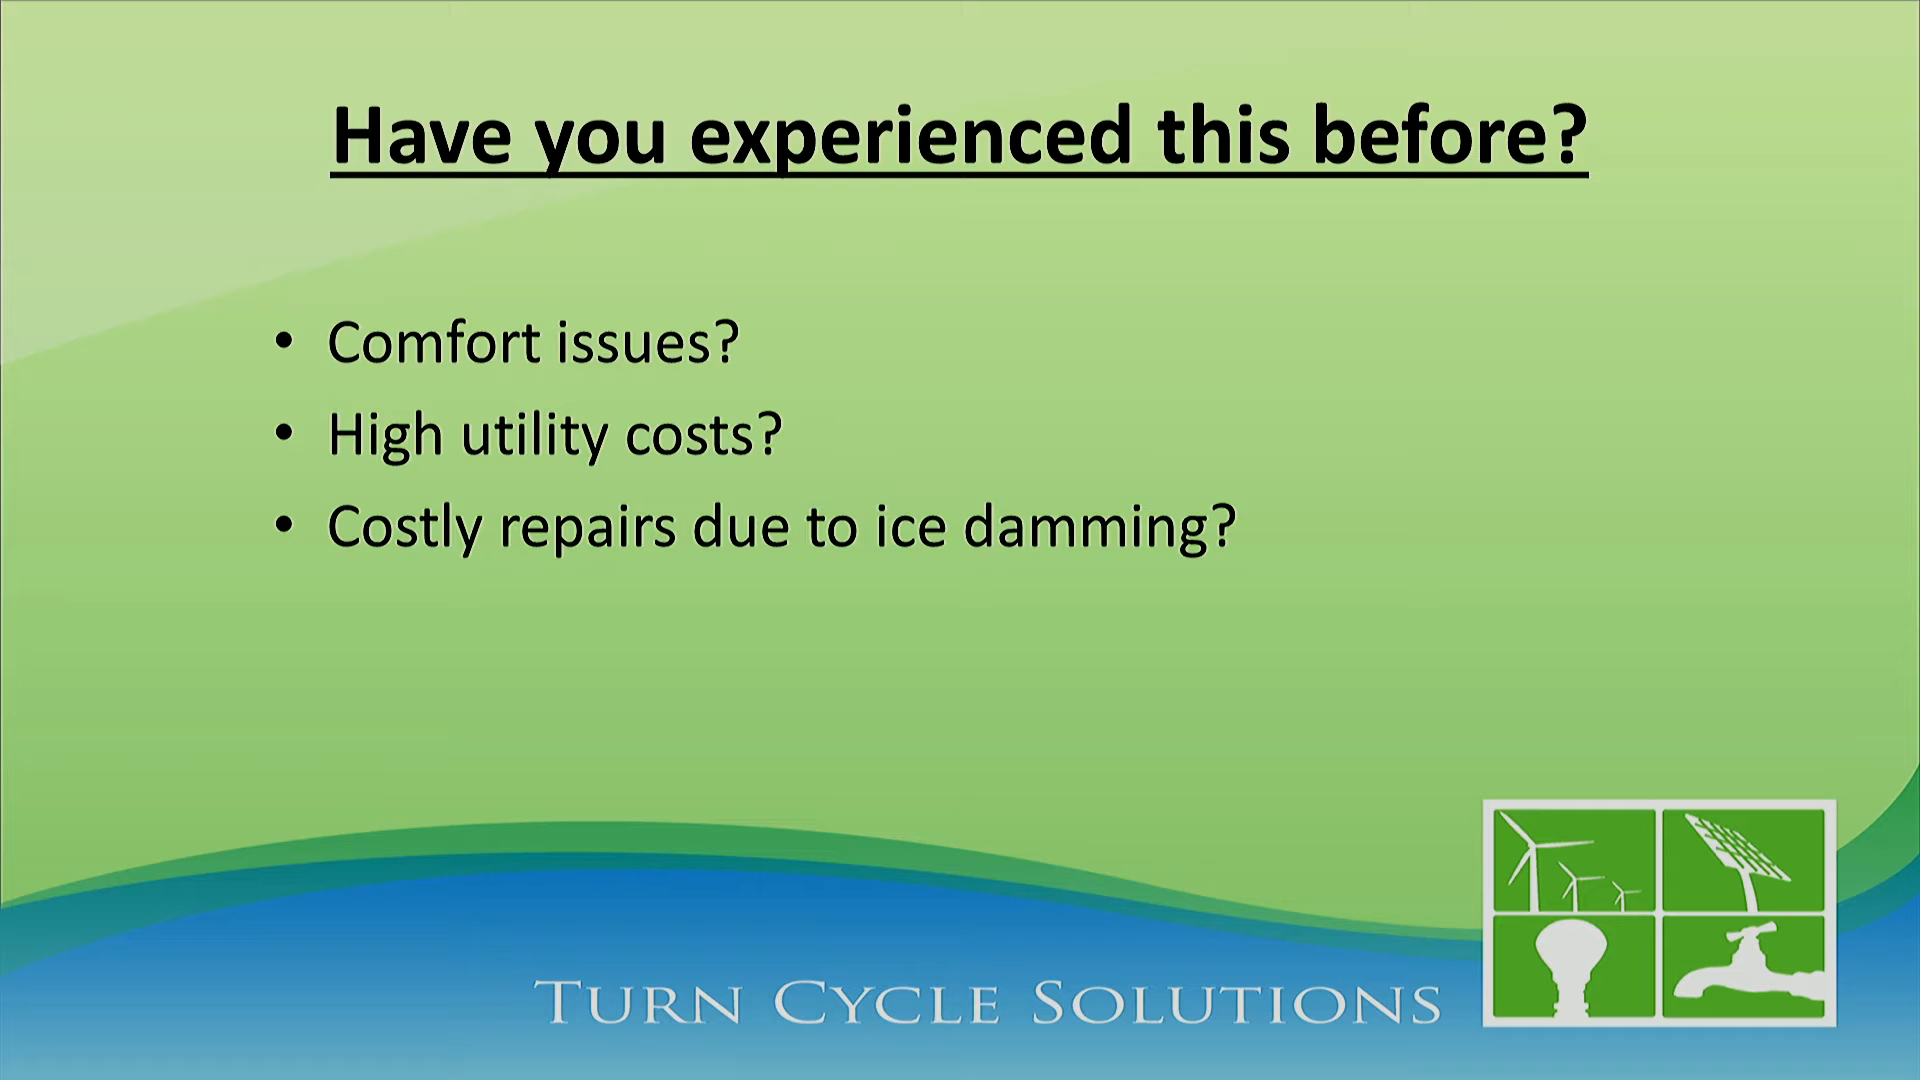 Have you experienced this before?
• Comfort issues?
• High utility costs?
• Costly repairs due to ice damming?
TURN CYCLE SOLUTIONS